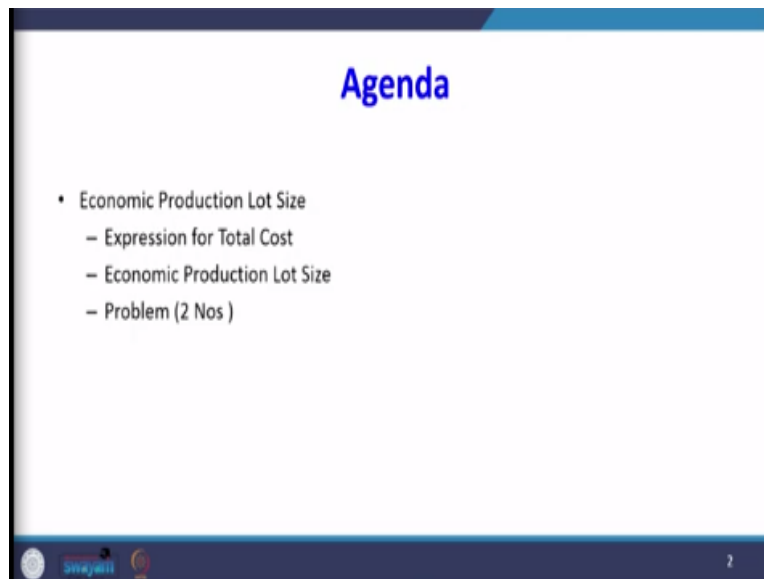 Agenda
• Economic Production Lot Size
– Expression for Total Cost
– Economic Production Lot Size
– Problem (2 Nos )
swayam
2